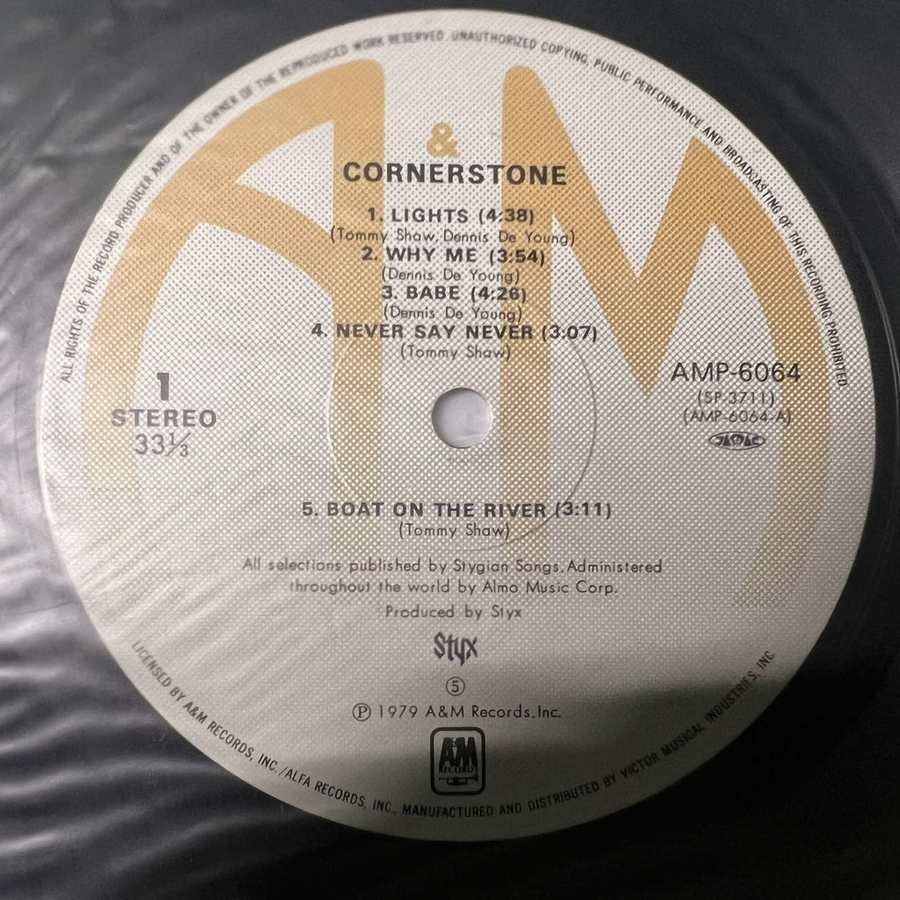 ALL RIGHTS OF THE RECORD PRODUCER AND OF THE OWNER OF THE REPRODUCED WORK RESERVED. UNAUTHORIZED COPYING, PUBLIC PERFORMANCE AND BROADCASTING OF THIS RECORDING PROHIBITED
A&M
CORNERSTONE
1. LIGHTS (4:38)
(Tommy Shaw, Dennis De Young)
2. WHY ME (3:54)
(Dennis De Young)
3. BABE (4:26)
(Dennis De Young)
4. NEVER SAY NEVER (3:07)
(Tommy Shaw)
1
STEREO
33⅓
AMP-6064
(SP-3711)
(AMP-6064-A)
JASRAC
5. BOAT ON THE RIVER (3:11)
(Tommy Shaw)
All selections published by Stygian Songs. Administered
throughout the world by Almo Music Corp.
Produced by Styx
Styx
⑤
Ⓟ 1979 A&M Records, Inc.
A&M
RECORDS
LICENSED BY A&M RECORDS, INC./ALFA RECORDS, INC., MANUFACTURED AND DISTRIBUTED BY VICTOR MUSICAL INDUSTRIES, INC